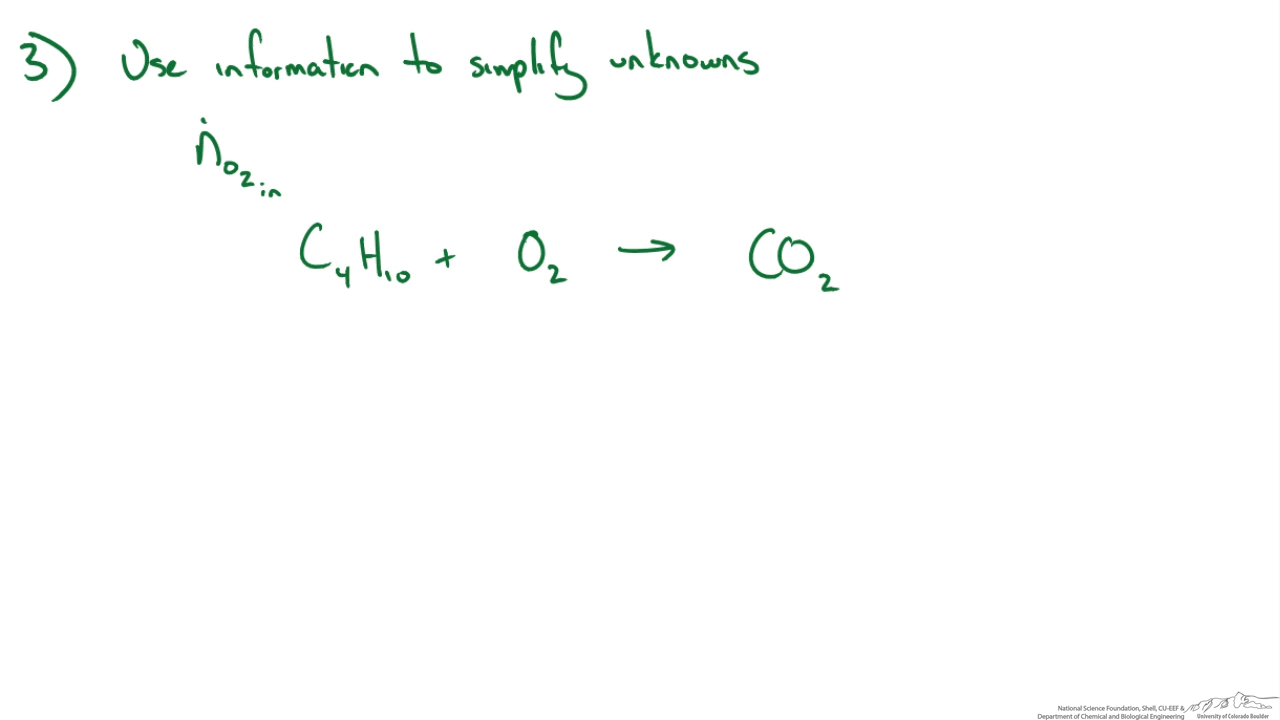 3) Use information to simplify unknowns
ṅO₂ in
C₄H₁₀ + O₂ → CO₂
National Science Foundation, Shell, CU-EEF &
Department of Chemical and Biological Engineering
University of Colorado Boulder